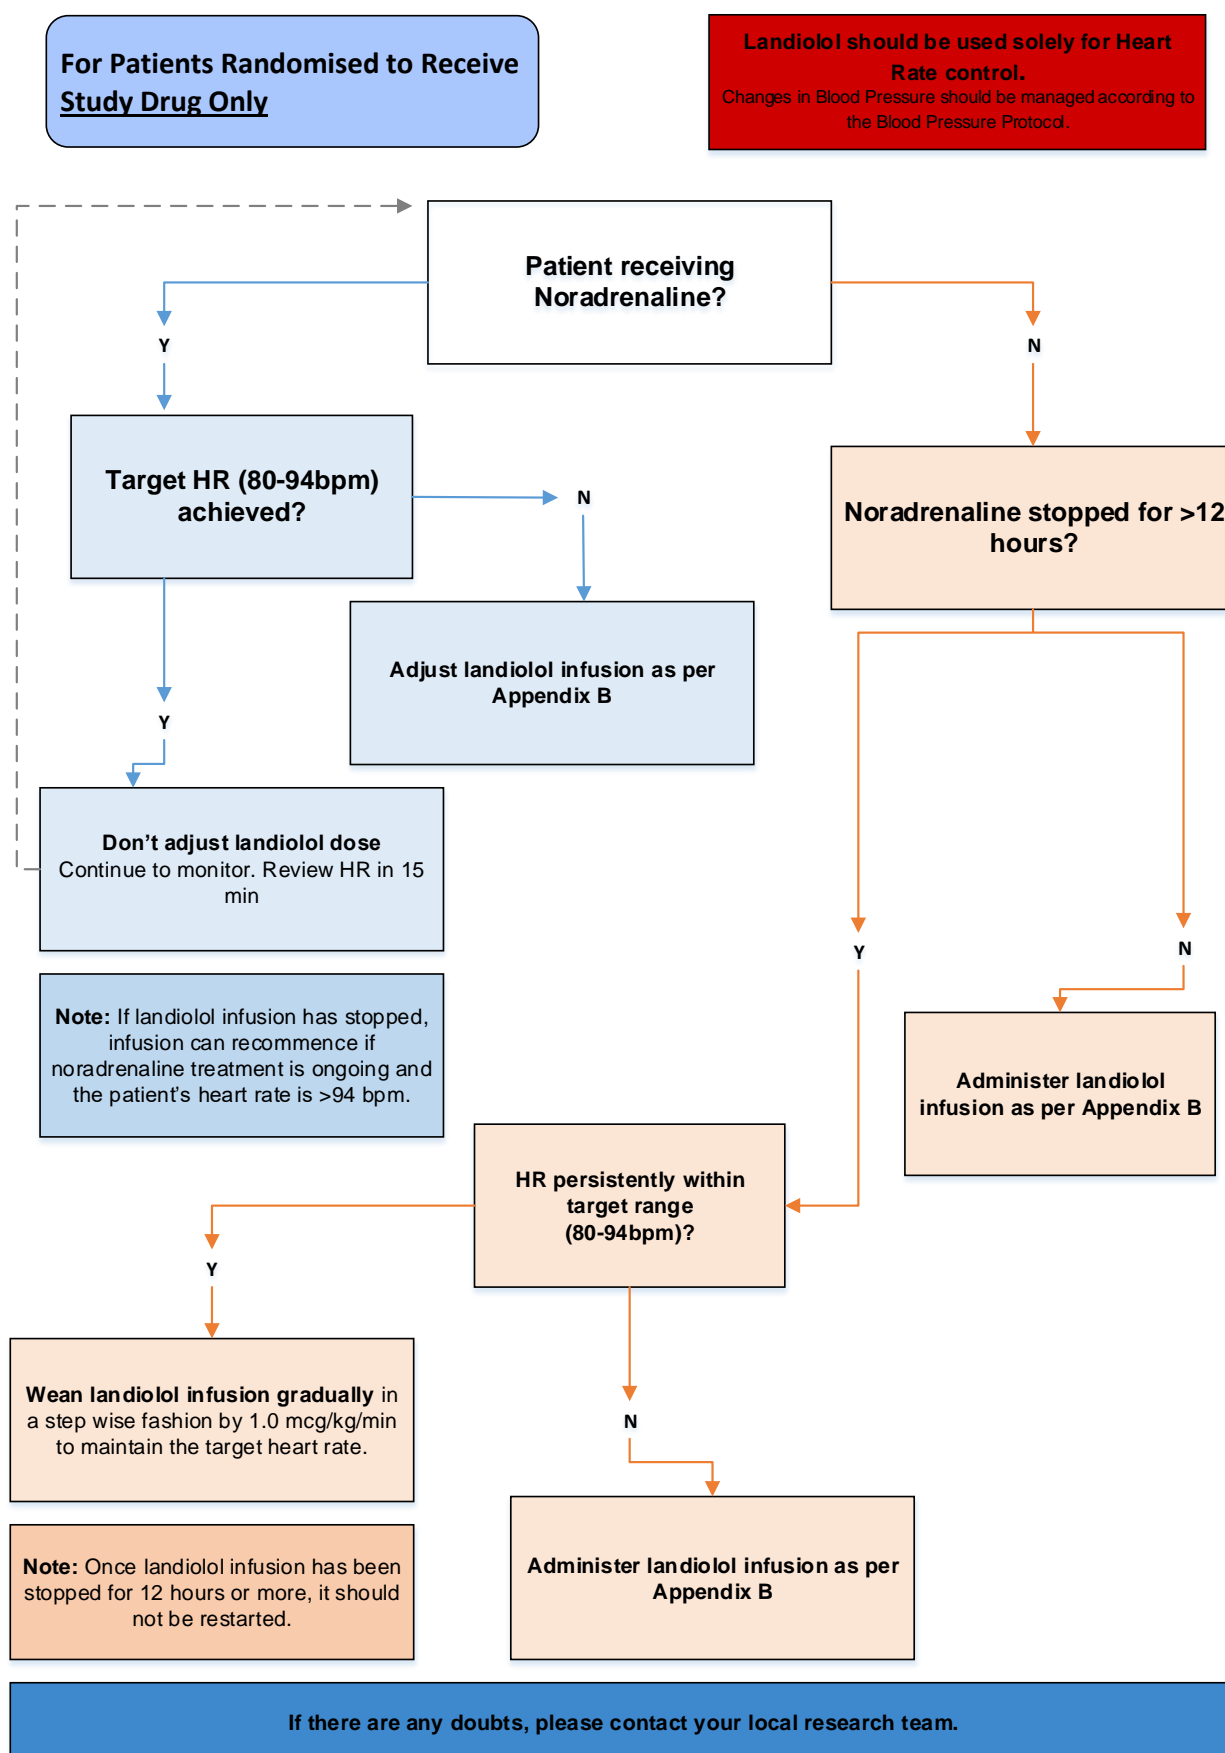 For Patients Randomised to Receive
Study Drug Only
Landiolol should be used solely for Heart
Rate control.
Changes in Blood Pressure should be managed according to
the Blood Pressure Protocol.
Patient receiving
Noradrenaline?
Y
N
Target HR (80-94bpm)
achieved?
N
Noradrenaline stopped for >12
hours?
Adjust landiolol infusion as per
Appendix B
Y
Don’t adjust landiolol dose
Continue to monitor. Review HR in 15
min
Y
N
Note: If landiolol infusion has stopped,
infusion can recommence if
noradrenaline treatment is ongoing and
the patient’s heart rate is >94 bpm.
Administer landiolol
infusion as per Appendix B
HR persistently within
target range
(80-94bpm)?
Y
Wean landiolol infusion gradually in
a step wise fashion by 1.0 mcg/kg/min
to maintain the target heart rate.
N
Note: Once landiolol infusion has been
stopped for 12 hours or more, it should
not be restarted.
Administer landiolol infusion as per
Appendix B
If there are any doubts, please contact your local research team.